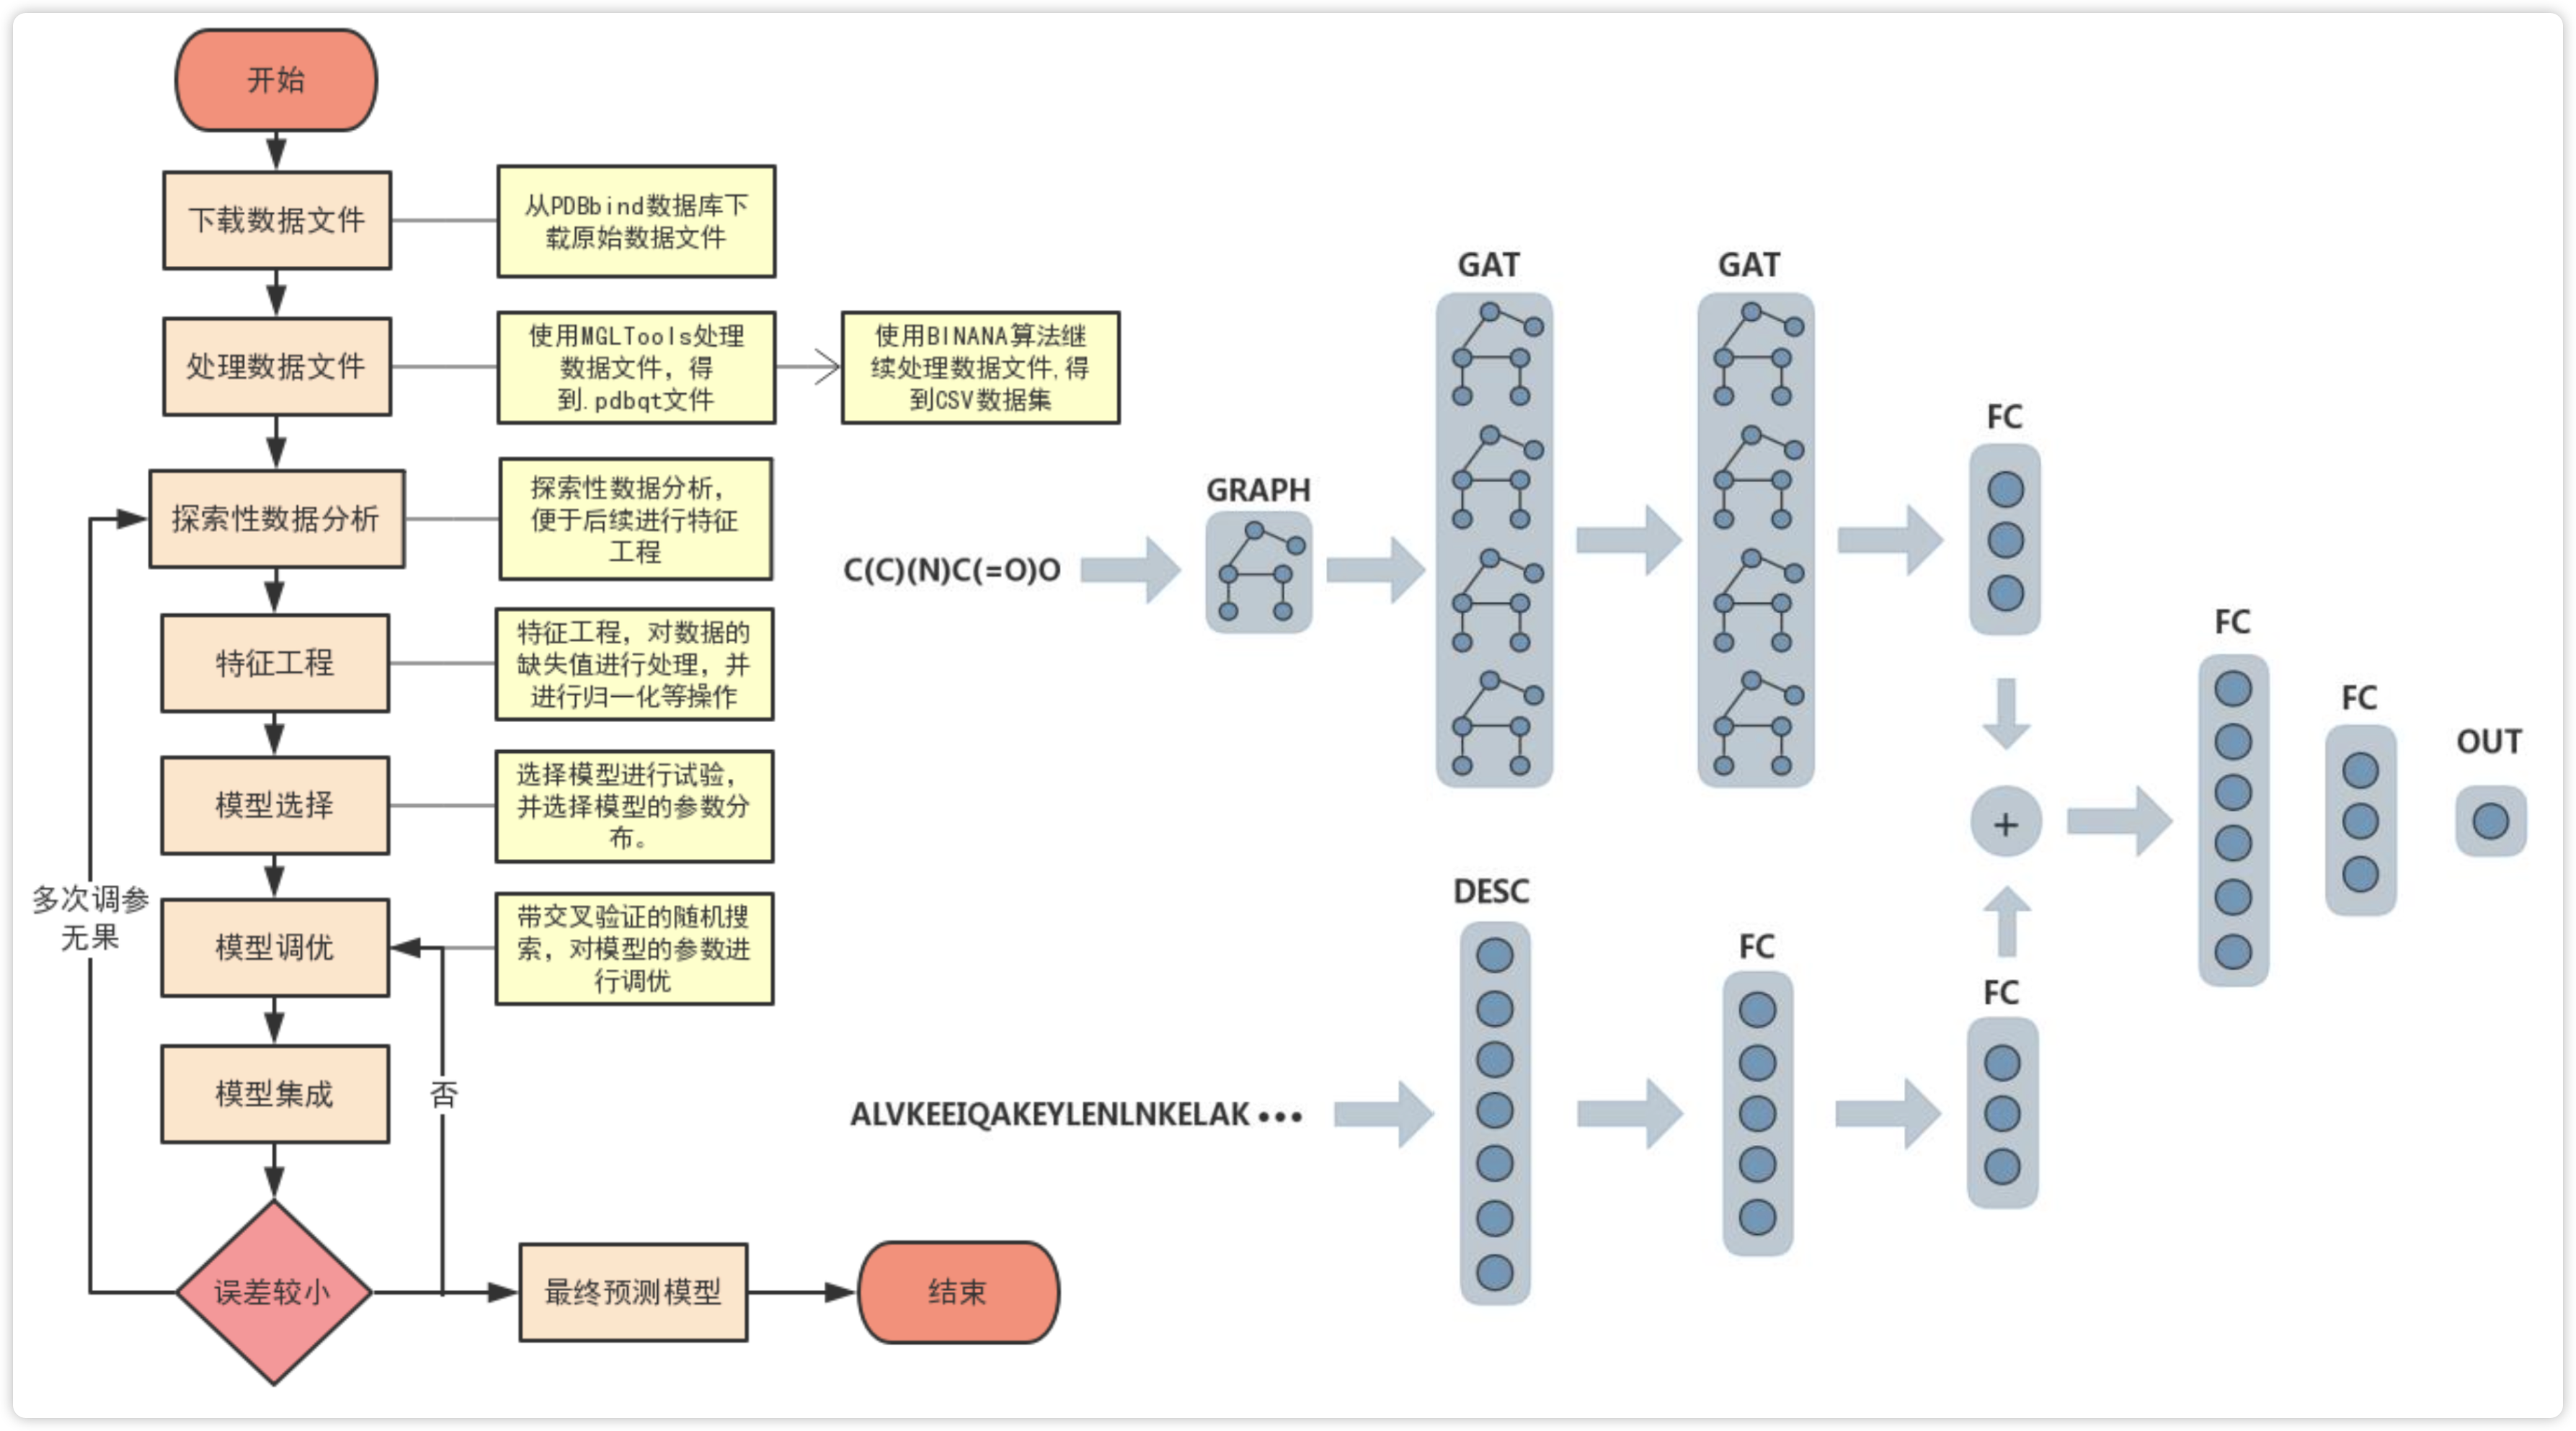 开始
下载数据文件
从PDBbind数据库下
载原始数据文件
处理数据文件
使用MGLTools处理
数据文件，得
到.pdbqt文件
使用BINANA算法继
续处理数据文件,得
到CSV数据集
探索性数据分析
探索性数据分析，
便于后续进行特征
工程
特征工程
特征工程，对数据的
缺失值进行处理，并
进行归一化等操作
模型选择
选择模型进行试验，
并选择模型的参数分
布。
多次调参
无果
模型调优
带交叉验证的随机搜
索，对模型的参数进
行调优
模型集成
否
误差较小
最终预测模型
结束
C(C)(N)C(=O)O
GRAPH
GAT
GAT
FC
+
ALVKEEIQAKEYLENLNKELAK •••
DESC
FC
FC
FC
FC
OUT